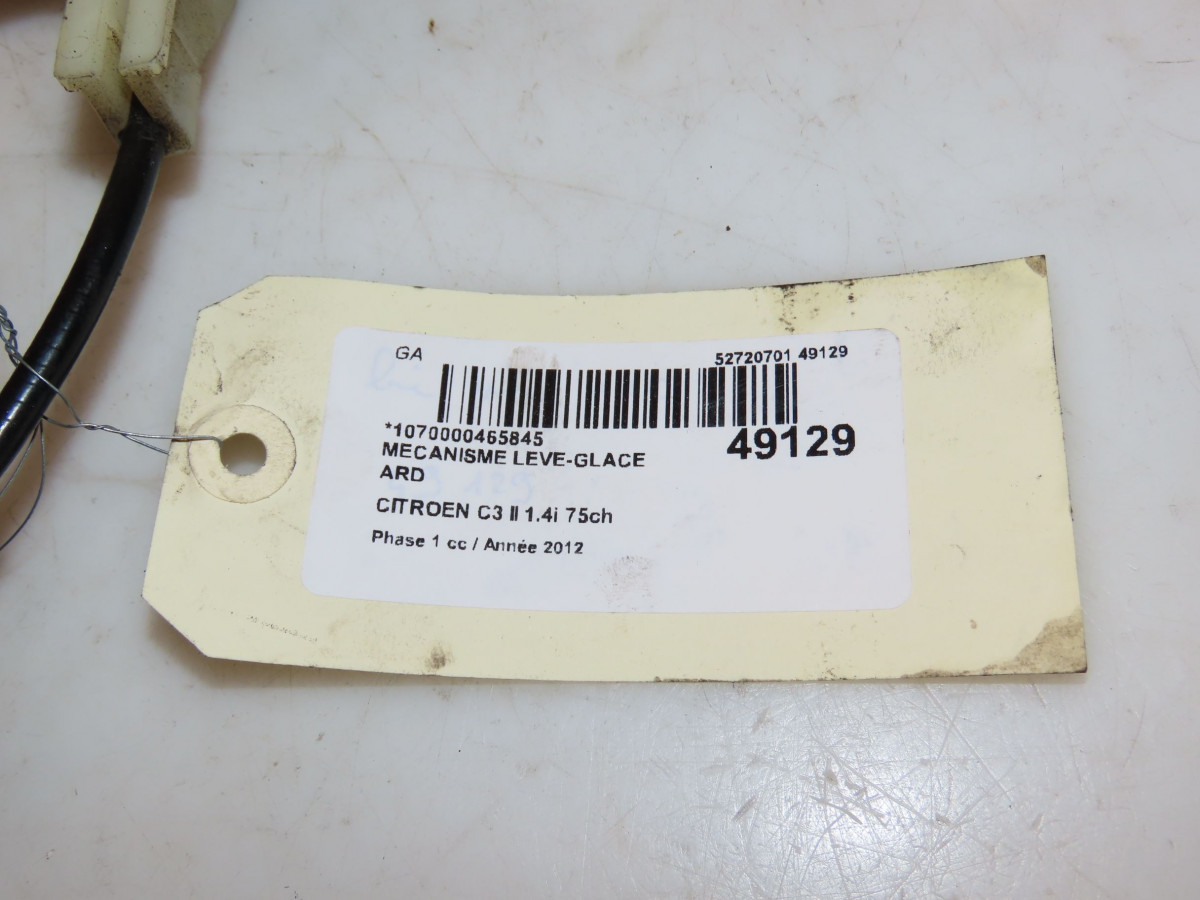 GA 52720701 49129
*1070000465845 49129
MECANISME LEVE-GLACE
ARD
CITROEN C3 II 1.4i 75ch
Phase 1 cc / Année 2012